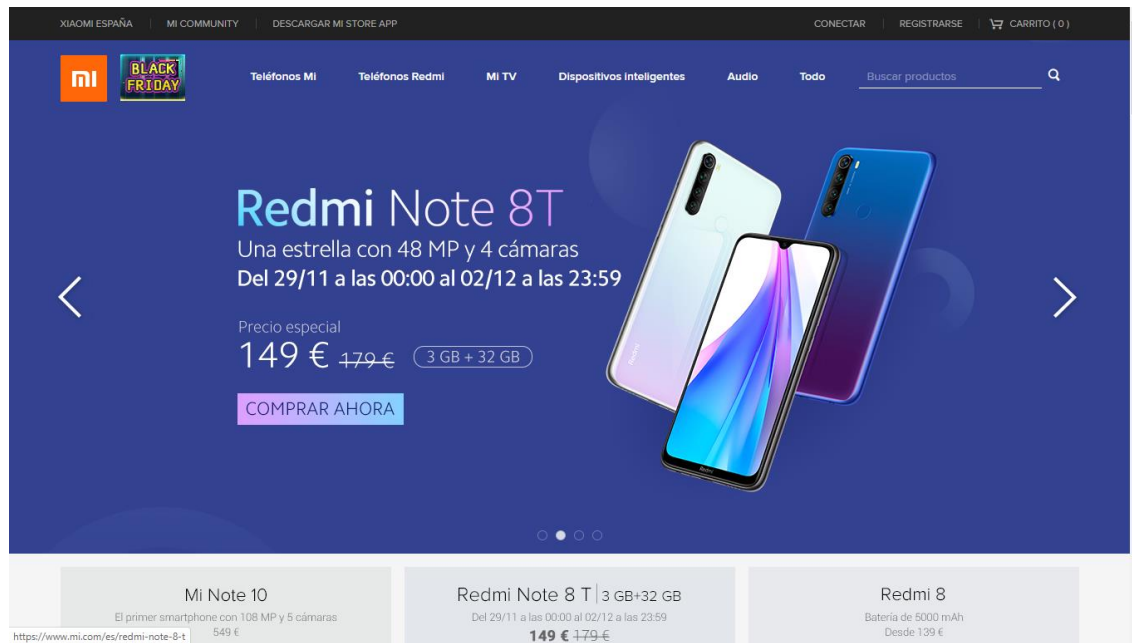 XIAOMI ESPAÑA MI COMMUNITY DESCARGAR MI STORE APP CONECTAR REGISTRARSE CARRITO ( 0 )
BLACK
FRIDAY
Teléfonos Mi Teléfonos Redmi Mi TV Dispositivos inteligentes Audio Todo Buscar productos
Redmi Note 8T
Una estrella con 48 MP y 4 cámaras
Del 29/11 a las 00:00 al 02/12 a las 23:59
Precio especial
149 € 179 € 3 GB + 32 GB
COMPRAR AHORA
Redmi
Redmi
Mi Note 10
El primer smartphone con 108 MP y 5 cámaras
549 €
Redmi Note 8 T | 3 GB+32 GB
Del 29/11 a las 00:00 al 02/12 a las 23:59
149 € 179 €
Redmi 8
Batería de 5000 mAh
Desde 139 €
https://www.mi.com/es/redmi-note-8-t